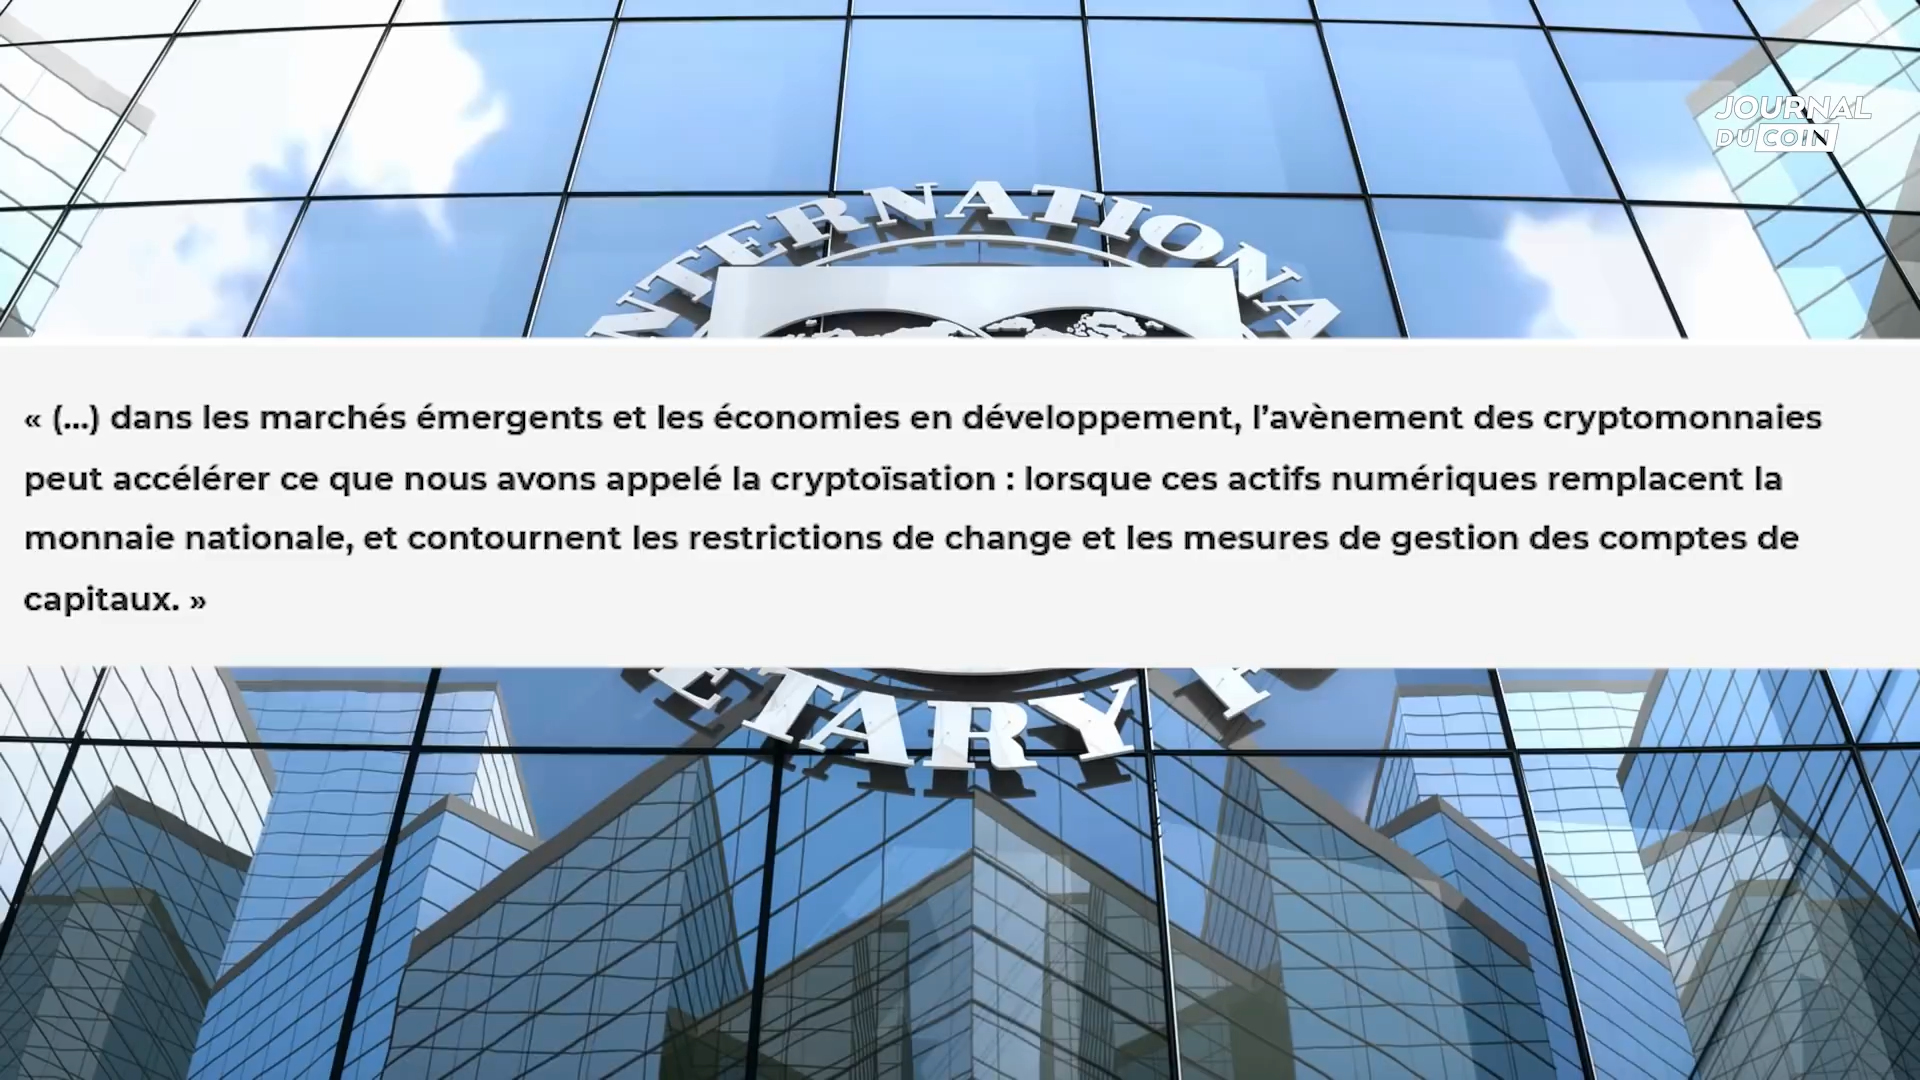 JOURNAL
DU COIN
INTERNATIONA
« (...) dans les marchés émergents et les économies en développement, l’avènement des cryptomonnaies
peut accélérer ce que nous avons appelé la cryptoïsation : lorsque ces actifs numériques remplacent la
monnaie nationale, et contournent les restrictions de change et les mesures de gestion des comptes de
capitaux. »
ETARY F